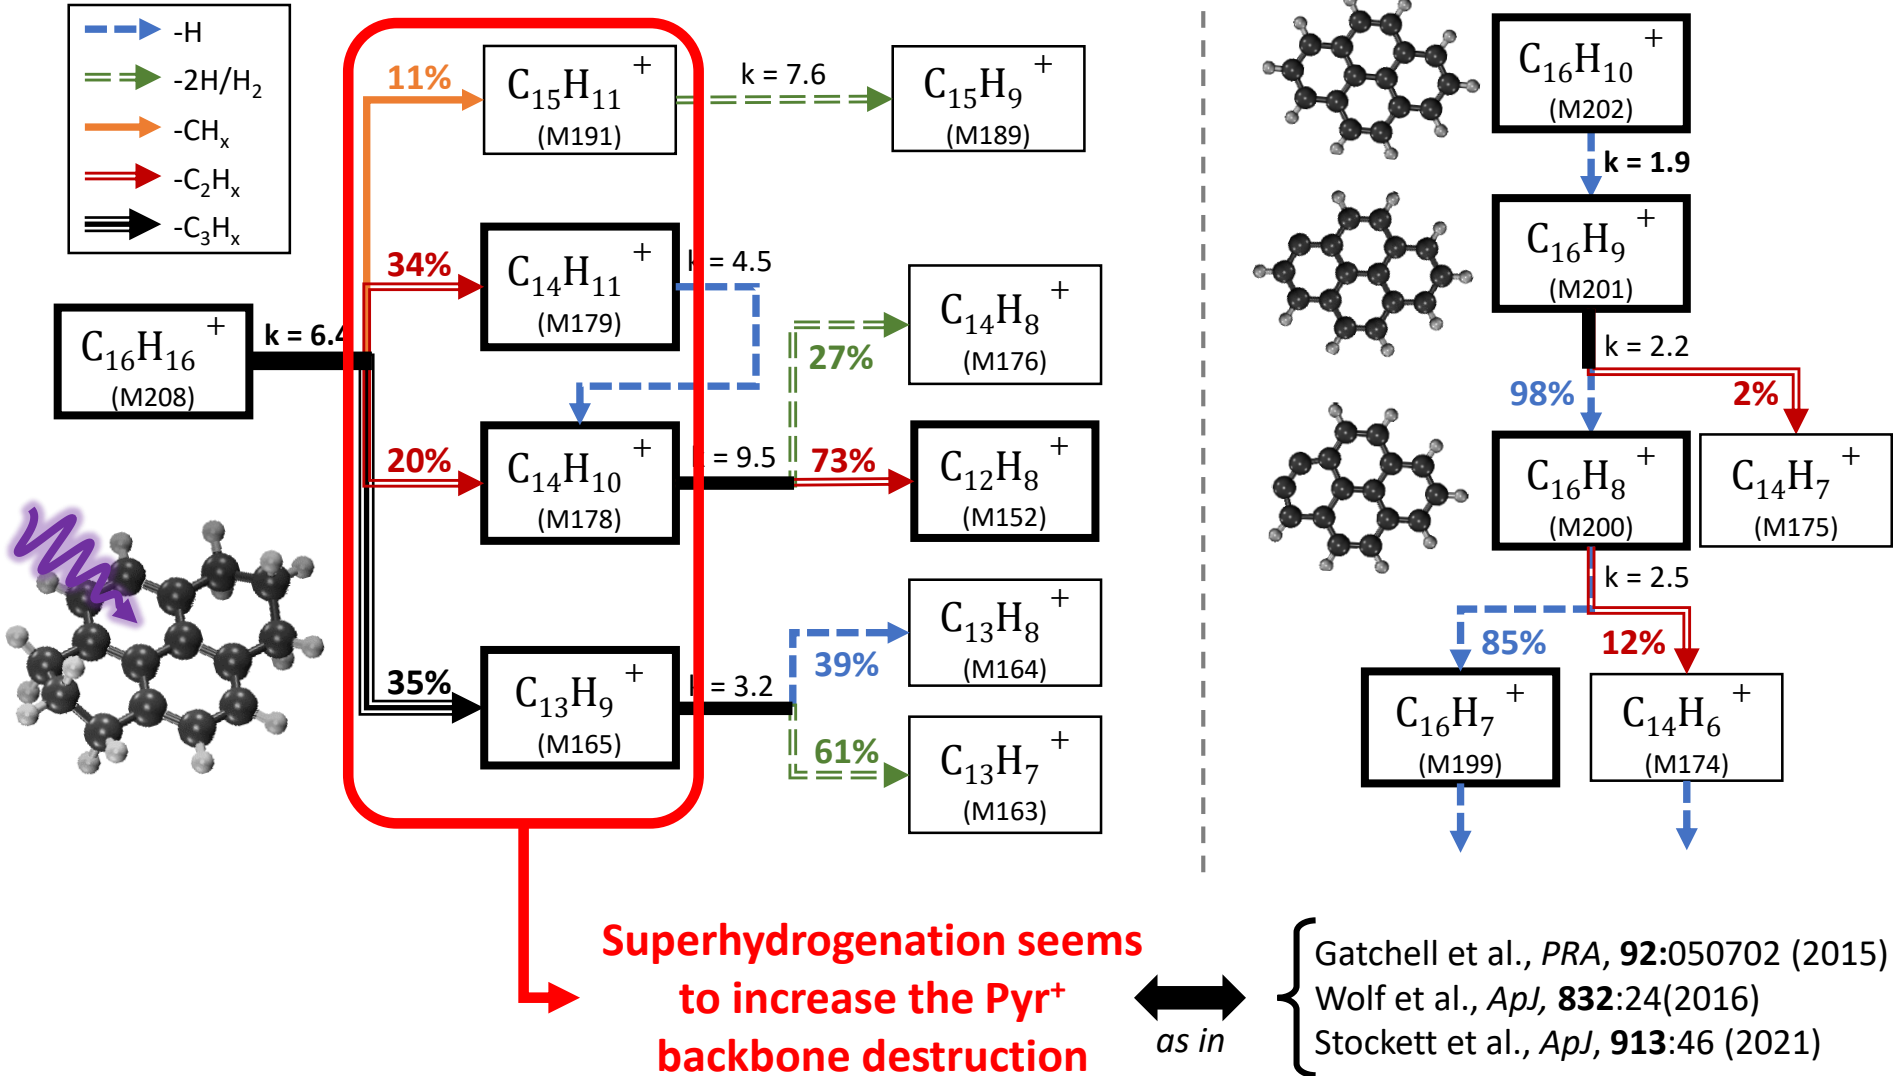 -H
-2H/H₂
-CHₓ
-C₂Hₓ
-C₃Hₓ
C₁₆H₁₆⁺
(M208)
k = 6.4
11%
C₁₅H₁₁⁺
(M191)
k = 7.6
C₁₅H₉⁺
(M189)
34%
C₁₄H₁₁⁺
(M179)
k = 4.5
20%
C₁₄H₁₀⁺
(M178)
k = 9.5
27%
C₁₄H₈⁺
(M176)
73%
C₁₂H₈⁺
(M152)
35%
C₁₃H₉⁺
(M165)
k = 3.2
39%
C₁₃H₈⁺
(M164)
61%
C₁₃H₇⁺
(M163)
C₁₆H₁₀⁺
(M202)
k = 1.9
C₁₆H₉⁺
(M201)
k = 2.2
98%
2%
C₁₆H₈⁺
(M200)
C₁₄H₇⁺
(M175)
k = 2.5
85%
12%
C₁₆H₇⁺
(M199)
C₁₄H₆⁺
(M174)
Superhydrogenation seems
to increase the Pyr⁺
backbone destruction
as in
Gatchell et al., PRA, 92:050702 (2015)
Wolf et al., ApJ, 832:24(2016)
Stockett et al., ApJ, 913:46 (2021)